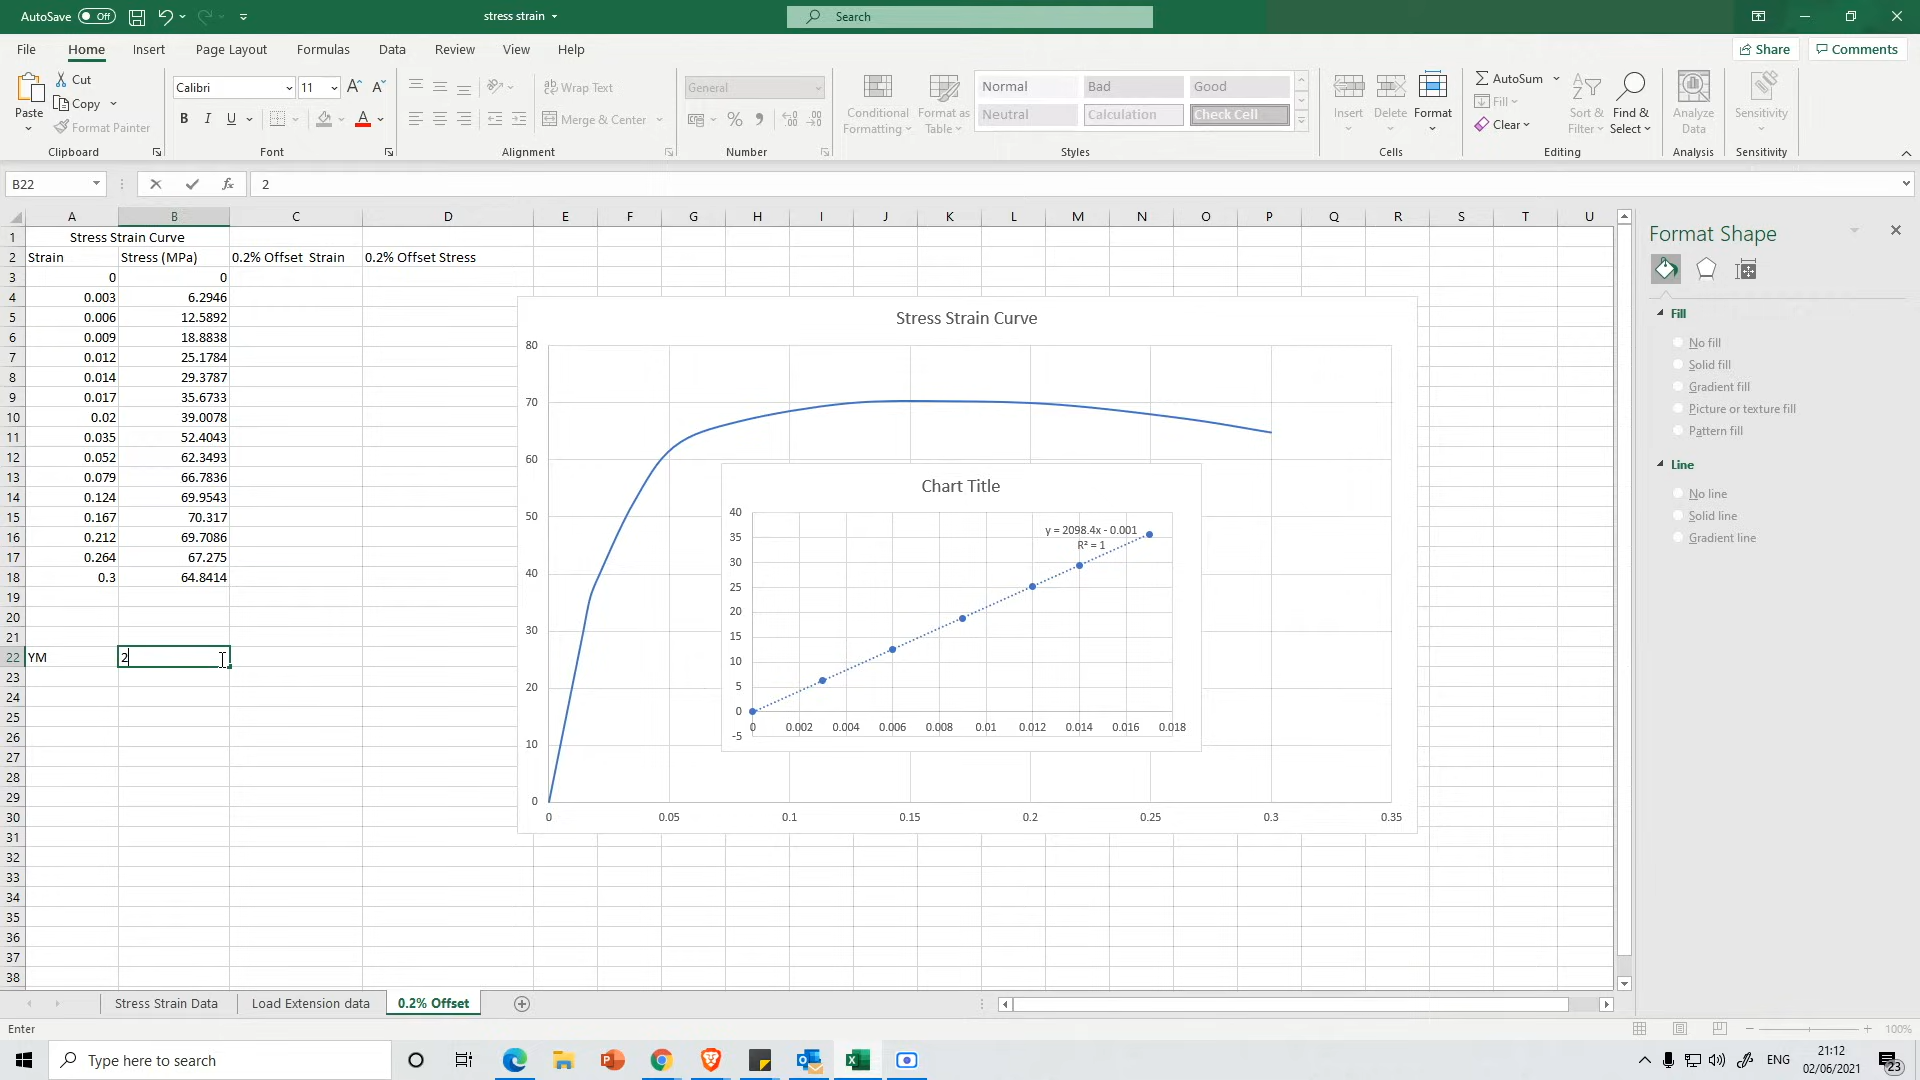 AutoSave Off
stress strain
Search
File Home Insert Page Layout Formulas Data Review View Help
Share Comments
Paste
Cut
Copy
Format Painter
Clipboard
Calibri 11
B I U
Font
Wrap Text
Merge & Center
Alignment
General
Number
Conditional Formatting
Format as Table
Normal Bad Good
Neutral Calculation Check Cell
Styles
Insert Delete Format
Cells
AutoSum
Fill
Clear
Sort & Filter
Find & Select
Editing
Analyze Data
Analysis
Sensitivity
Sensitivity
B22 fx 2
A B C D E F G H I J K L M N O P Q R S T U
1 Stress Strain Curve
2 Strain Stress (MPa) 0.2% Offset  Strain 0.2% Offset Stress
3 0 0
4 0.003 6.2946
5 0.006 12.5892
6 0.009 18.8838
7 0.012 25.1784
8 0.014 29.3787
9 0.017 35.6733
10 0.02 39.0078
11 0.035 52.4043
12 0.052 62.3493
13 0.079 66.7836
14 0.124 69.9543
15 0.167 70.317
16 0.212 69.7086
17 0.264 67.275
18 0.3 64.8414
19
20
21
22 YM 2
23
24
25
26
27
28
29
30
31
32
33
34
35
36
37
38
Stress Strain Curve
80
70
60
50
40
30
20
10
0
0 0.05 0.1 0.15 0.2 0.25 0.3 0.35
Chart Title
40
35
30
25
20
15
10
5
0
-5
y = 2098.4x - 0.001
R² = 1
0 0.002 0.004 0.006 0.008 0.01 0.012 0.014 0.016 0.018
Format Shape
Fill
No fill
Solid fill
Gradient fill
Picture or texture fill
Pattern fill
Line
No line
Solid line
Gradient line
Stress Strain Data Load Extension data 0.2% Offset
Enter
100%
Type here to search
ENG
21:12
02/06/2021
23